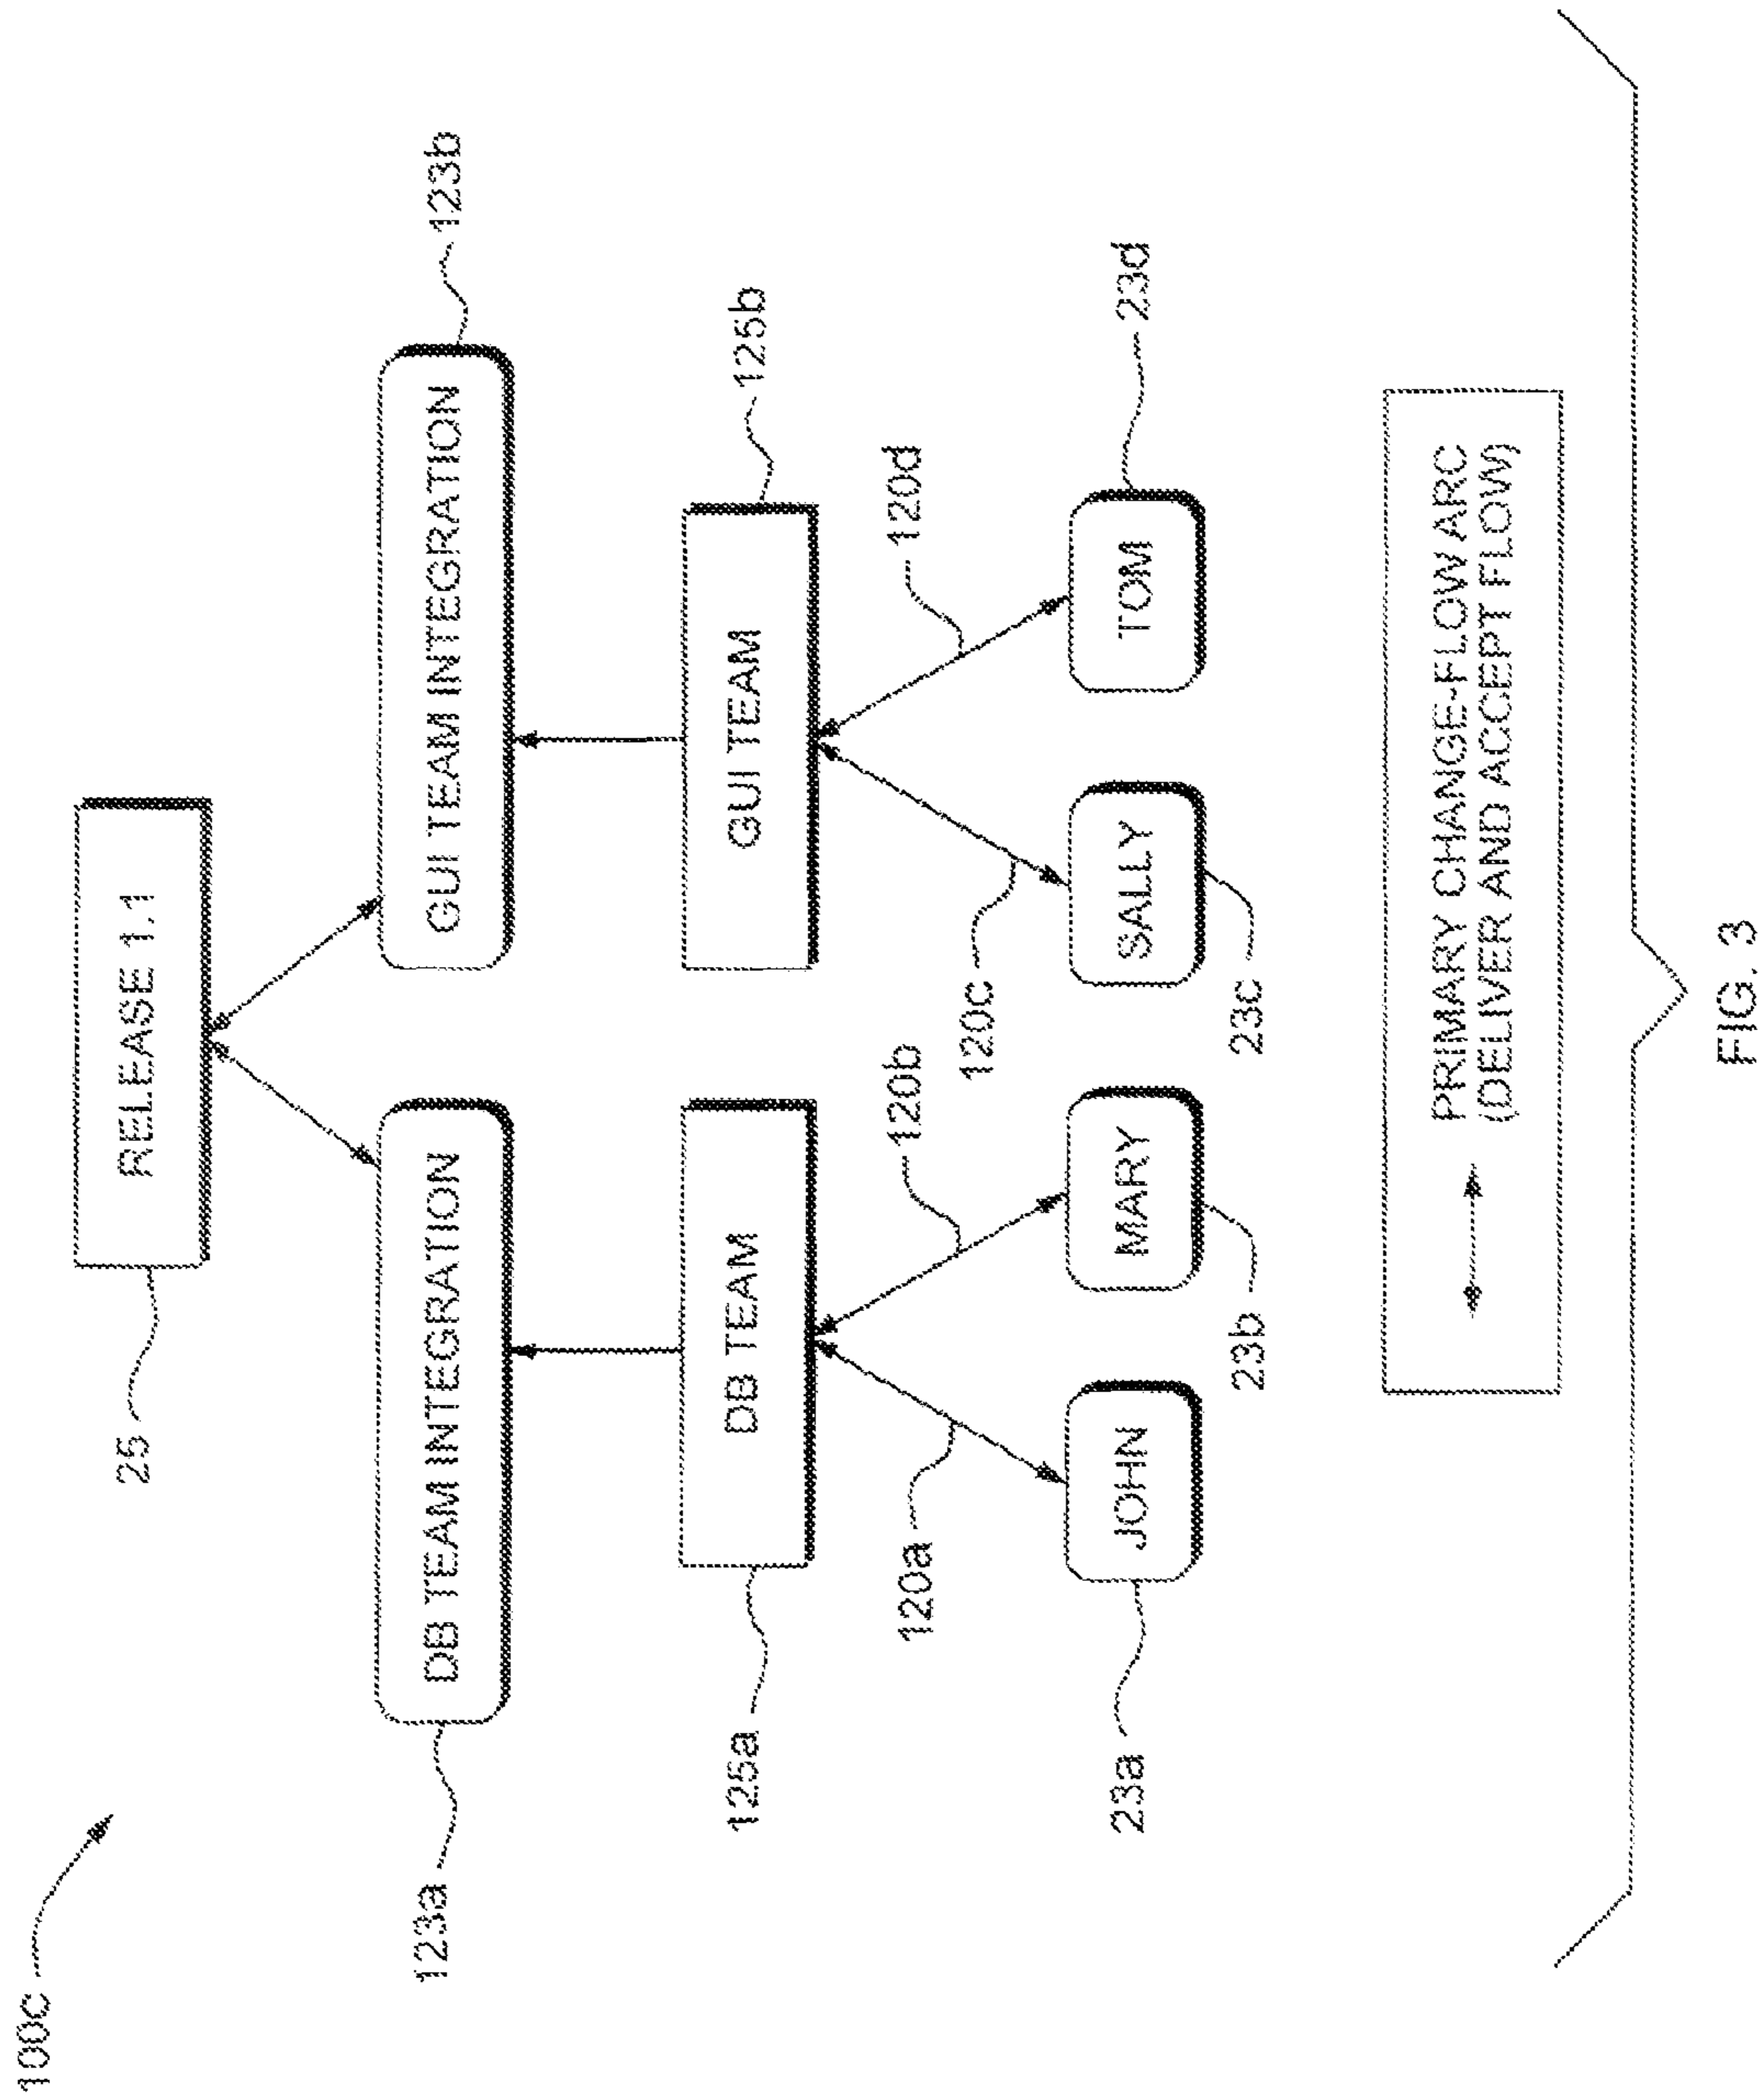 100c
RELEASE 1.1
25
DB TEAM INTEGRATION
123a
GUI TEAM INTEGRATION
123b
DB TEAM
125a
GUI TEAM
125b
120a
120b
120c
120d
JOHN
23a
MARY
23b
SALLY
23c
TOM
23d
PRIMARY CHANGE-FLOW ARC
(DELIVER AND ACCEPT FLOW)
FIG. 3